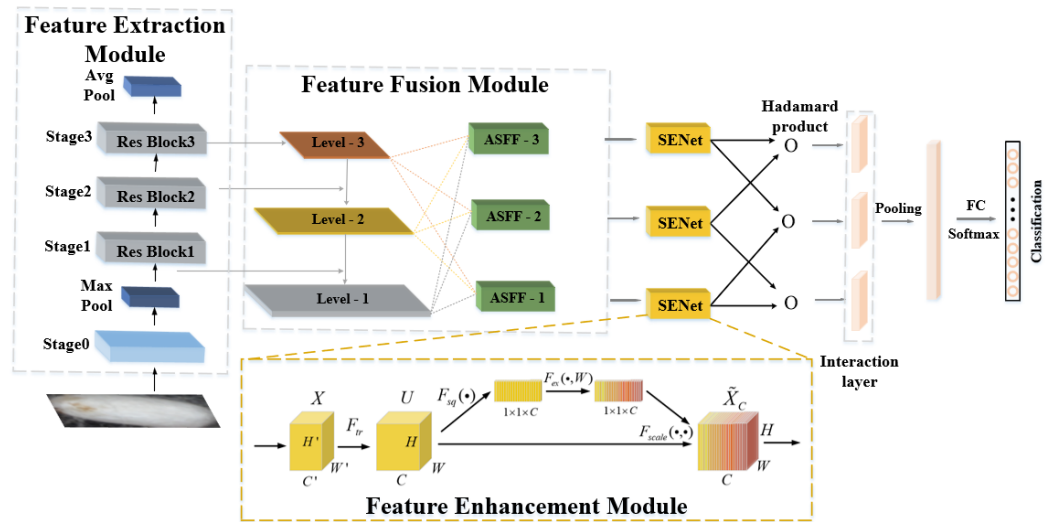 Feature Extraction
Module
Avg
Pool
Stage3
Res Block3
Stage2
Res Block2
Stage1
Res Block1
Max
Pool
Stage0
Feature Fusion Module
Level - 3
Level - 2
Level - 1
ASFF - 3
ASFF - 2
ASFF - 1
SENet
SENet
SENet
Hadamard
product
O
O
O
Interaction
layer
Pooling
FC
Softmax
Classification
X
H'
W'
C'
F_tr
U
H
W
C
F_sq(•)
1×1×C
F_ex(•,W)
1×1×C
F_scale(•,•)
X̃_C
H
W
C
Feature Enhancement Module